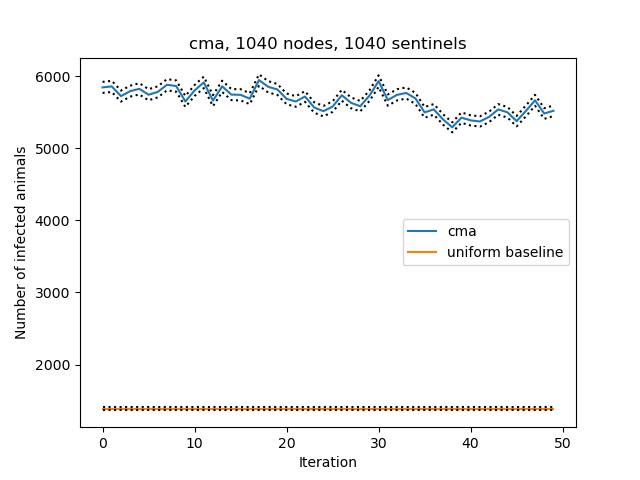 cma, 1040 nodes, 1040 sentinels
6000
5000
4000
3000
2000
Number of infected animals
cma
uniform baseline
0 10 20 30 40 50
Iteration